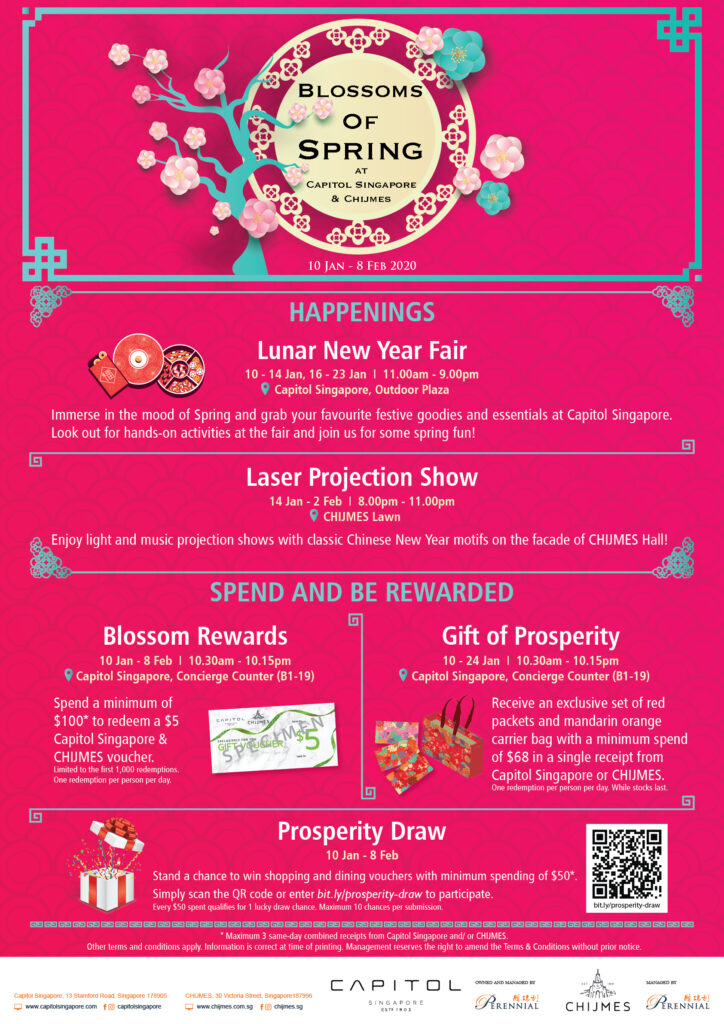 BLOSSOMS
OF
SPRING
AT
CAPITOL SINGAPORE
& CHIJMES
10 JAN - 8 FEB 2020
HAPPENINGS
Lunar New Year Fair
10 - 14 Jan, 16 - 23 Jan | 11.00am - 9.00pm
Capitol Singapore, Outdoor Plaza
Immerse in the mood of Spring and grab your favourite festive goodies and essentials at Capitol Singapore.
Look out for hands-on activities at the fair and join us for some spring fun!
Laser Projection Show
14 Jan - 2 Feb | 8.00pm - 11.00pm
CHIJMES Lawn
Enjoy light and music projection shows with classic Chinese New Year motifs on the facade of CHIJMES Hall!
SPEND AND BE REWARDED
Blossom Rewards
10 Jan - 8 Feb | 10.30am - 10.15pm
Capitol Singapore, Concierge Counter (B1-19)
Spend a minimum of
$100* to redeem a $5
Capitol Singapore &
CHIJMES voucher.
Limited to the first 1,000 redemptions.
One redemption per person per day.
CAPITOL CHIJMES
GIFT VOUCHER $5
SPECIMEN
Gift of Prosperity
10 - 24 Jan | 10.30am - 10.15pm
Capitol Singapore, Concierge Counter (B1-19)
Receive an exclusive set of red
packets and mandarin orange
carrier bag with a minimum spend
of $68 in a single receipt from
Capitol Singapore or CHIJMES.
One redemption per person per day. While stocks last.
Prosperity Draw
10 Jan - 8 Feb
Stand a chance to win shopping and dining vouchers with minimum spending of $50*.
Simply scan the QR code or enter bit.ly/prosperity-draw to participate.
Every $50 spent qualifies for 1 lucky draw chance. Maximum 10 chances per submission.
bit.ly/prosperity-draw
* Maximum 3 same-day combined receipts from Capitol Singapore and/ or CHIJMES.
Other terms and conditions apply. Information is correct at time of printing. Management reserves the right to amend the Terms & Conditions without prior notice.
Capitol Singapore, 13 Stamford Road, Singapore 178905
www.capitolsingapore.com capitolsingapore
CHIJMES, 30 Victoria Street, Singapore187996
www.chijmes.com.sg chijmes.sg
CAPITOL
SINGAPORE
ESTF 1903
OWNED AND MANAGED BY
PERENNIAL 鹏瑞利
CHIJMES
MANAGED BY
PERENNIAL 鹏瑞利